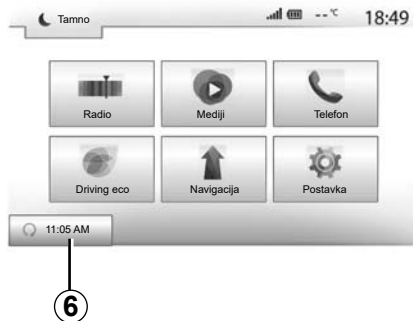 Tamno
--°C
18:49
Radio
Mediji
Telefon
Driving eco
Navigacija
Postavka
11:05 AM
6